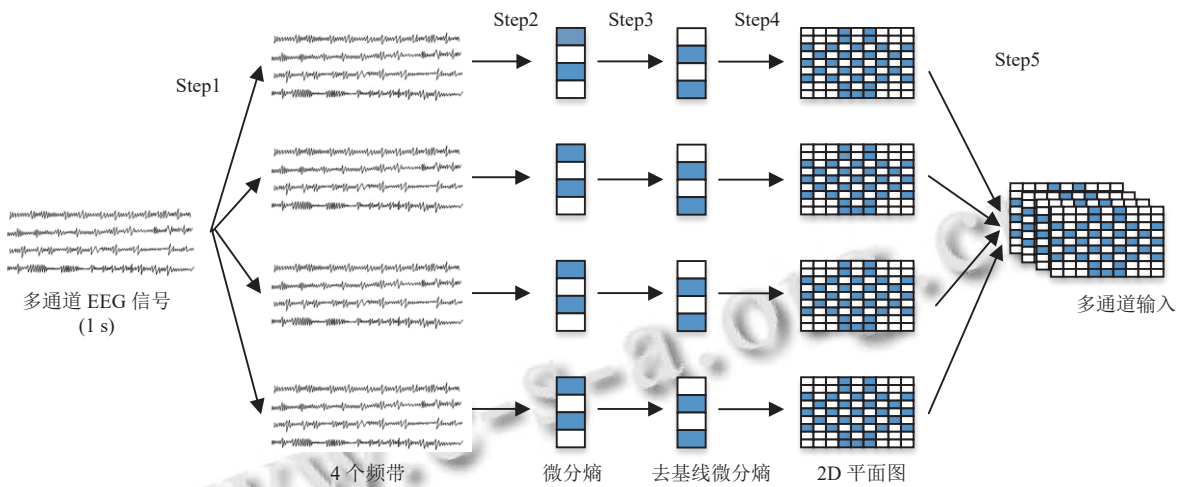 Step1
Step2
Step3
Step4
Step5
多通道 EEG 信号
(1 s)
4 个频带
微分熵
去基线微分熵
2D 平面图
多通道输入